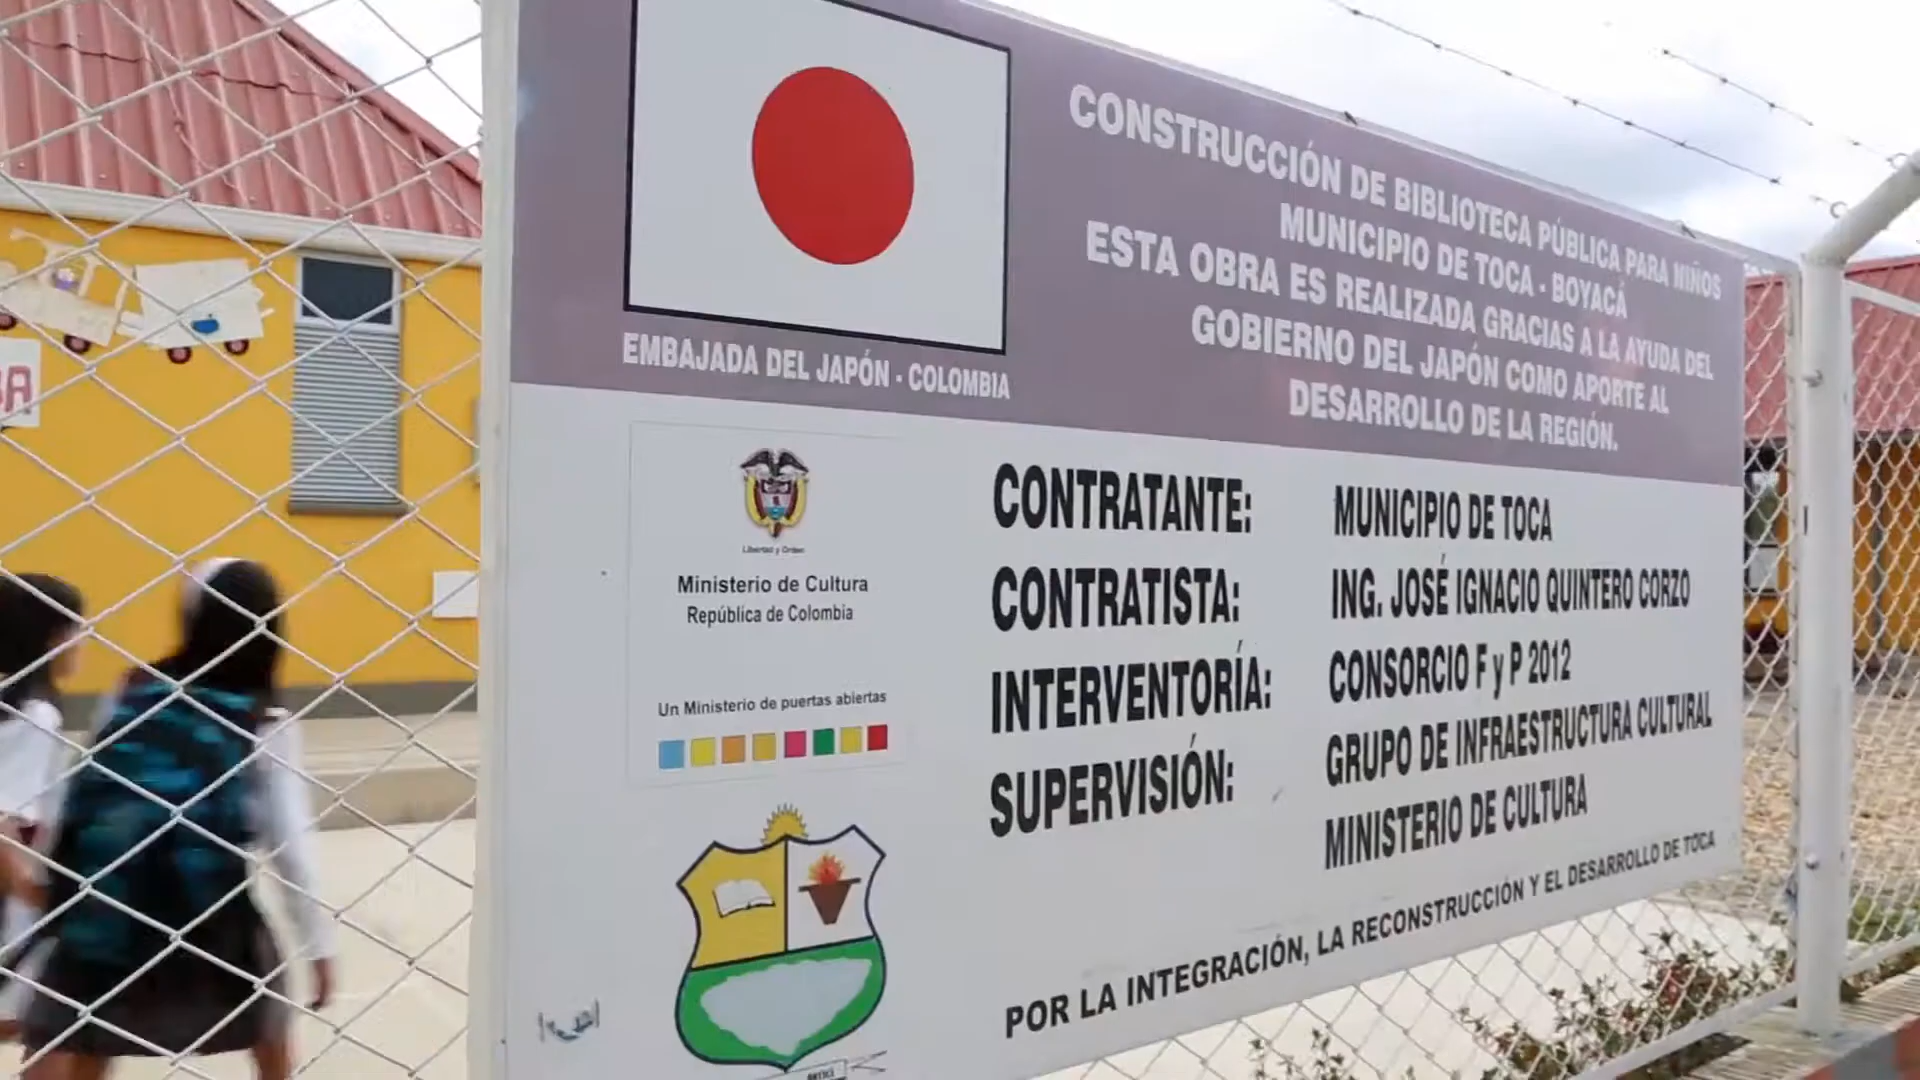 CONSTRUCCIÓN DE BIBLIOTECA PÚBLICA PARA NIÑOS
MUNICIPIO DE TOCA - BOYACÁ
ESTA OBRA ES REALIZADA GRACIAS A LA AYUDA DEL
GOBIERNO DEL JAPÓN COMO APORTE AL
DESARROLLO DE LA REGIÓN.
EMBAJADA DEL JAPÓN - COLOMBIA
Libertad y Orden
Ministerio de Cultura
República de Colombia
Un Ministerio de puertas abiertas
CONTRATANTE: MUNICIPIO DE TOCA
CONTRATISTA: ING. JOSÉ IGNACIO QUINTERO CORZO
INTERVENTORÍA: CONSORCIO F y P 2012
SUPERVISIÓN: GRUPO DE INFRAESTRUCTURA CULTURAL
MINISTERIO DE CULTURA
POR LA INTEGRACIÓN, LA RECONSTRUCCIÓN Y EL DESARROLLO DE TOCA